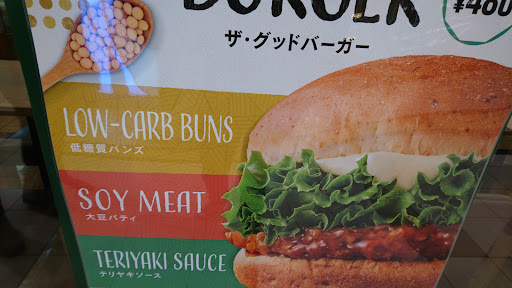 BURGER
¥480
ザ・グッドバーガー
LOW-CARB BUNS
低糖質バンズ
SOY MEAT
大豆パティ
TERIYAKI SAUCE
テリヤキソース